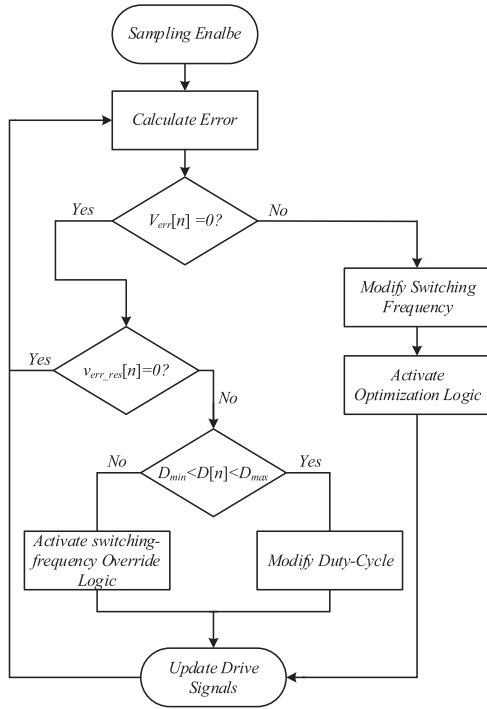 Sampling Enalbe
Calculate Error
Yes
V_err[n] =0?
No
Modify Switching
Frequency
Yes
v_err_res[n]=0?
Activate
Optimization Logic
No
No
D_min<D[n]<D_max
Yes
Activate switching-
frequency Override
Logic
Modify Duty-Cycle
Update Drive
Signals